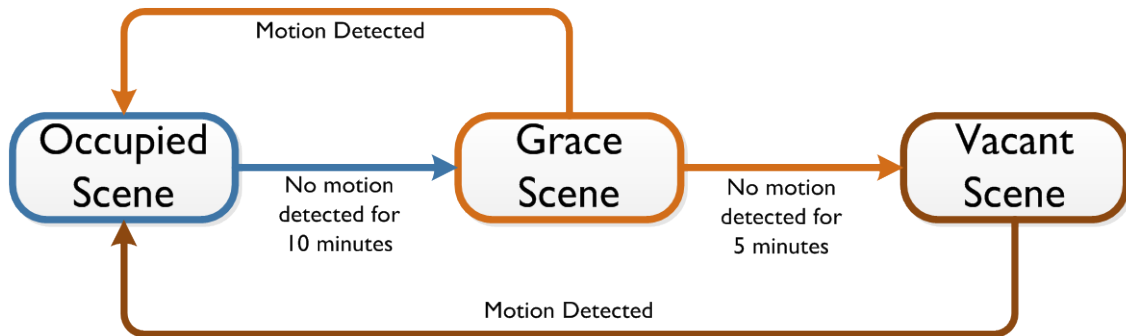 Motion Detected
Occupied
Scene
No motion
detected for
10 minutes
Grace
Scene
No motion
detected for
5 minutes
Vacant
Scene
Motion Detected